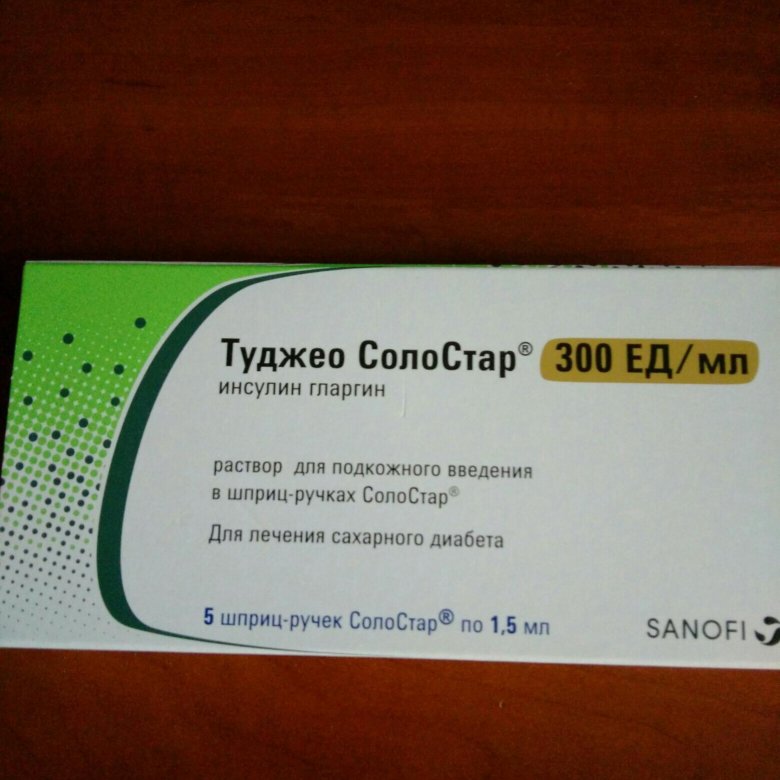 Туджео СолоСтар® 300 ЕД/мл
инсулин гларгин
раствор для подкожного введения
в шприц-ручках СолоСтар®
Для лечения сахарного диабета
5 шприц-ручек СолоСтар® по 1,5 мл
SANOFI